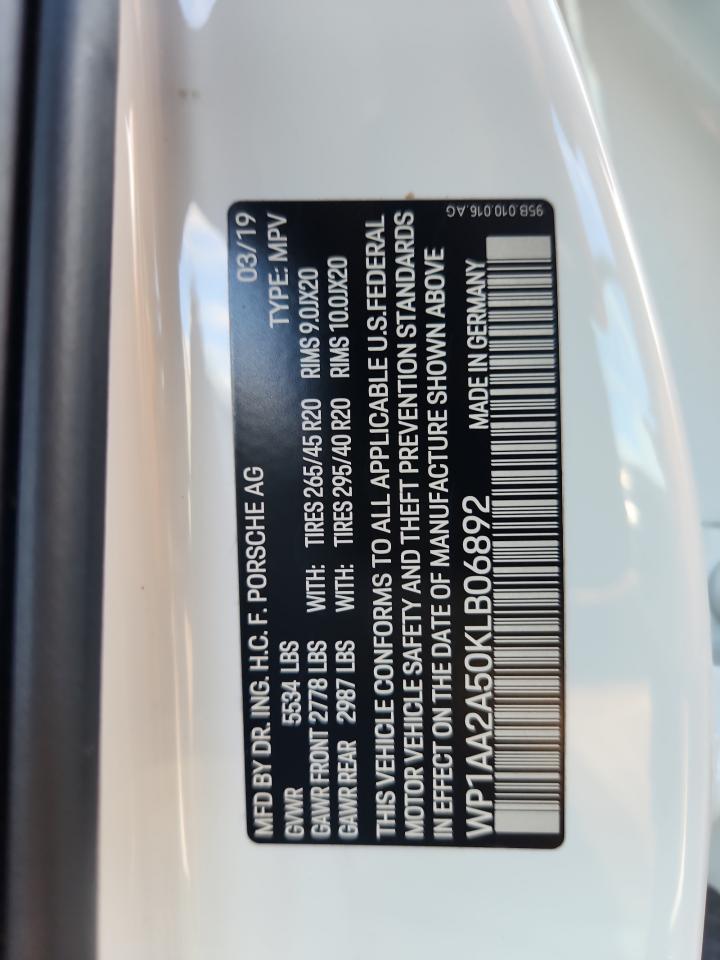 MFD BY DR. ING. H.C. F. PORSCHE AG 03/19
GVWR 5534 LBS TYPE: MPV
GAWR FRONT 2778 LBS WITH: TIRES 265/45 R20 RIMS 9.0JX20
GAWR REAR 2987 LBS WITH: TIRES 295/40 R20 RIMS 10.0JX20
THIS VEHICLE CONFORMS TO ALL APPLICABLE U.S.FEDERAL
MOTOR VEHICLE SAFETY AND THEFT PREVENTION STANDARDS
IN EFFECT ON THE DATE OF MANUFACTURE SHOWN ABOVE
WP1AA2A50KLB06892 MADE IN GERMANY
95B.010.016.AG